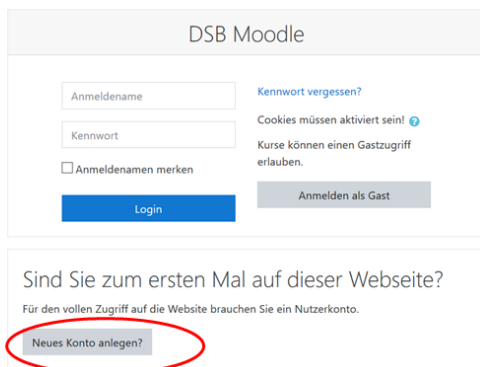 DSB Moodle
Anmeldename
Kennwort
Anmeldenamen merken
Login
Kennwort vergessen?
Cookies müssen aktiviert sein!
Kurse können einen Gastzugriff
erlauben.
Anmelden als Gast
Sind Sie zum ersten Mal auf dieser Webseite?
Für den vollen Zugriff auf die Website brauchen Sie ein Nutzerkonto.
Neues Konto anlegen?